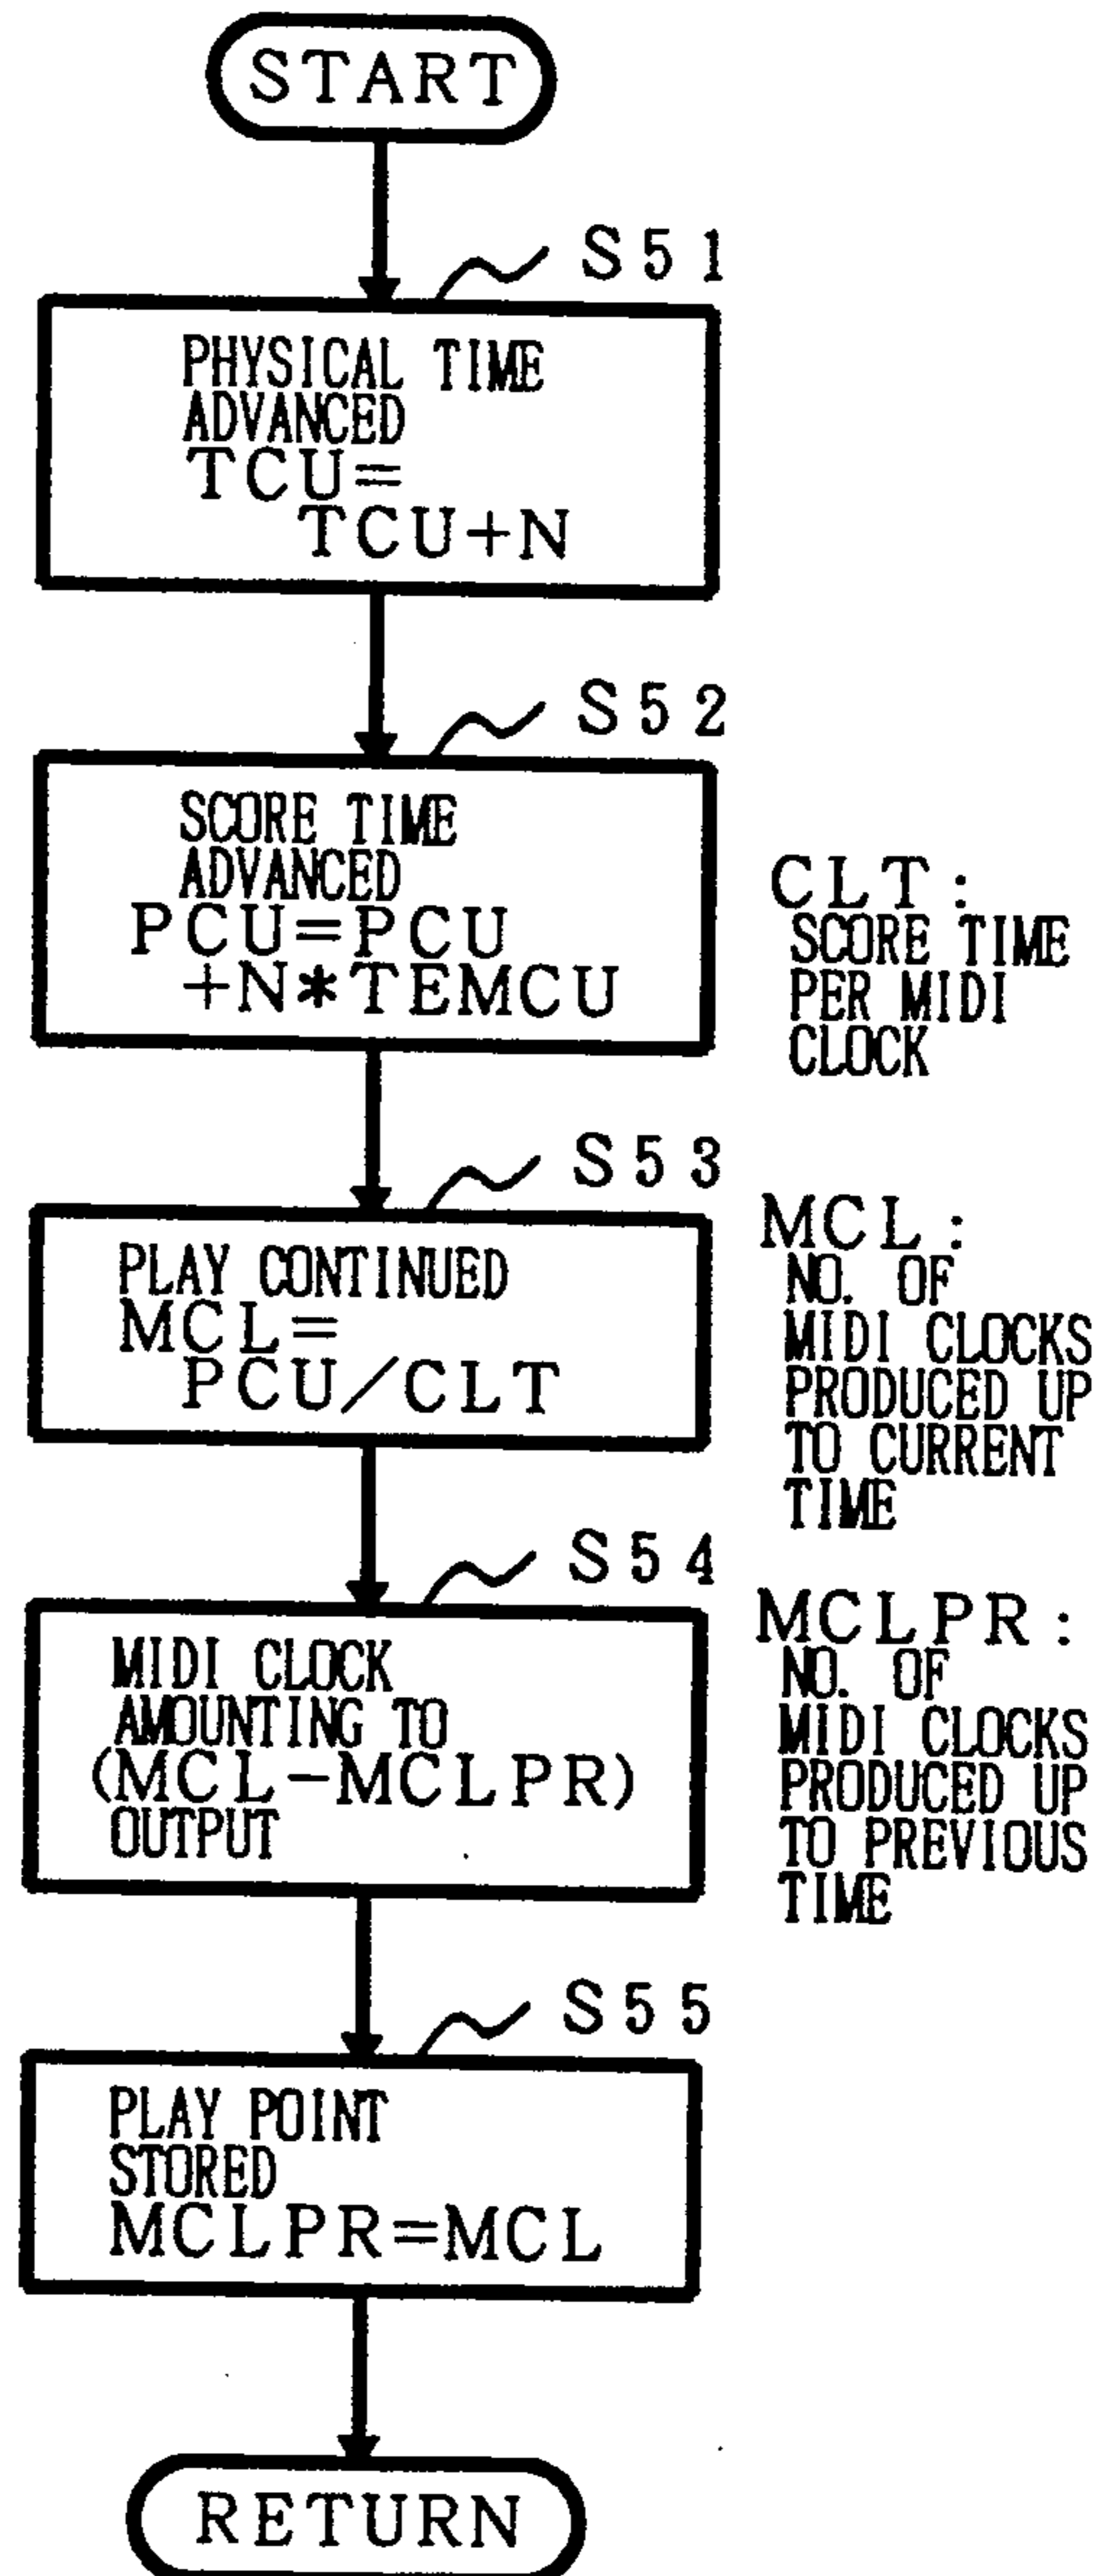 START
S51
PHYSICAL TIME
ADVANCED
TCU=
TCU+N
S52
SCORE TIME
ADVANCED
PCU=PCU
+N*TEMCU
CLT:
SCORE TIME
PER MIDI
CLOCK
S53
PLAY CONTINUED
MCL=
PCU/CLT
MCL:
NO. OF
MIDI CLOCKS
PRODUCED UP
TO CURRENT
TIME
S54
MIDI CLOCK
AMOUNTING TO
(MCL-MCLPR)
OUTPUT
MCLPR:
NO. OF
MIDI CLOCKS
PRODUCED UP
TO PREVIOUS
TIME
S55
PLAY POINT
STORED
MCLPR=MCL
RETURN